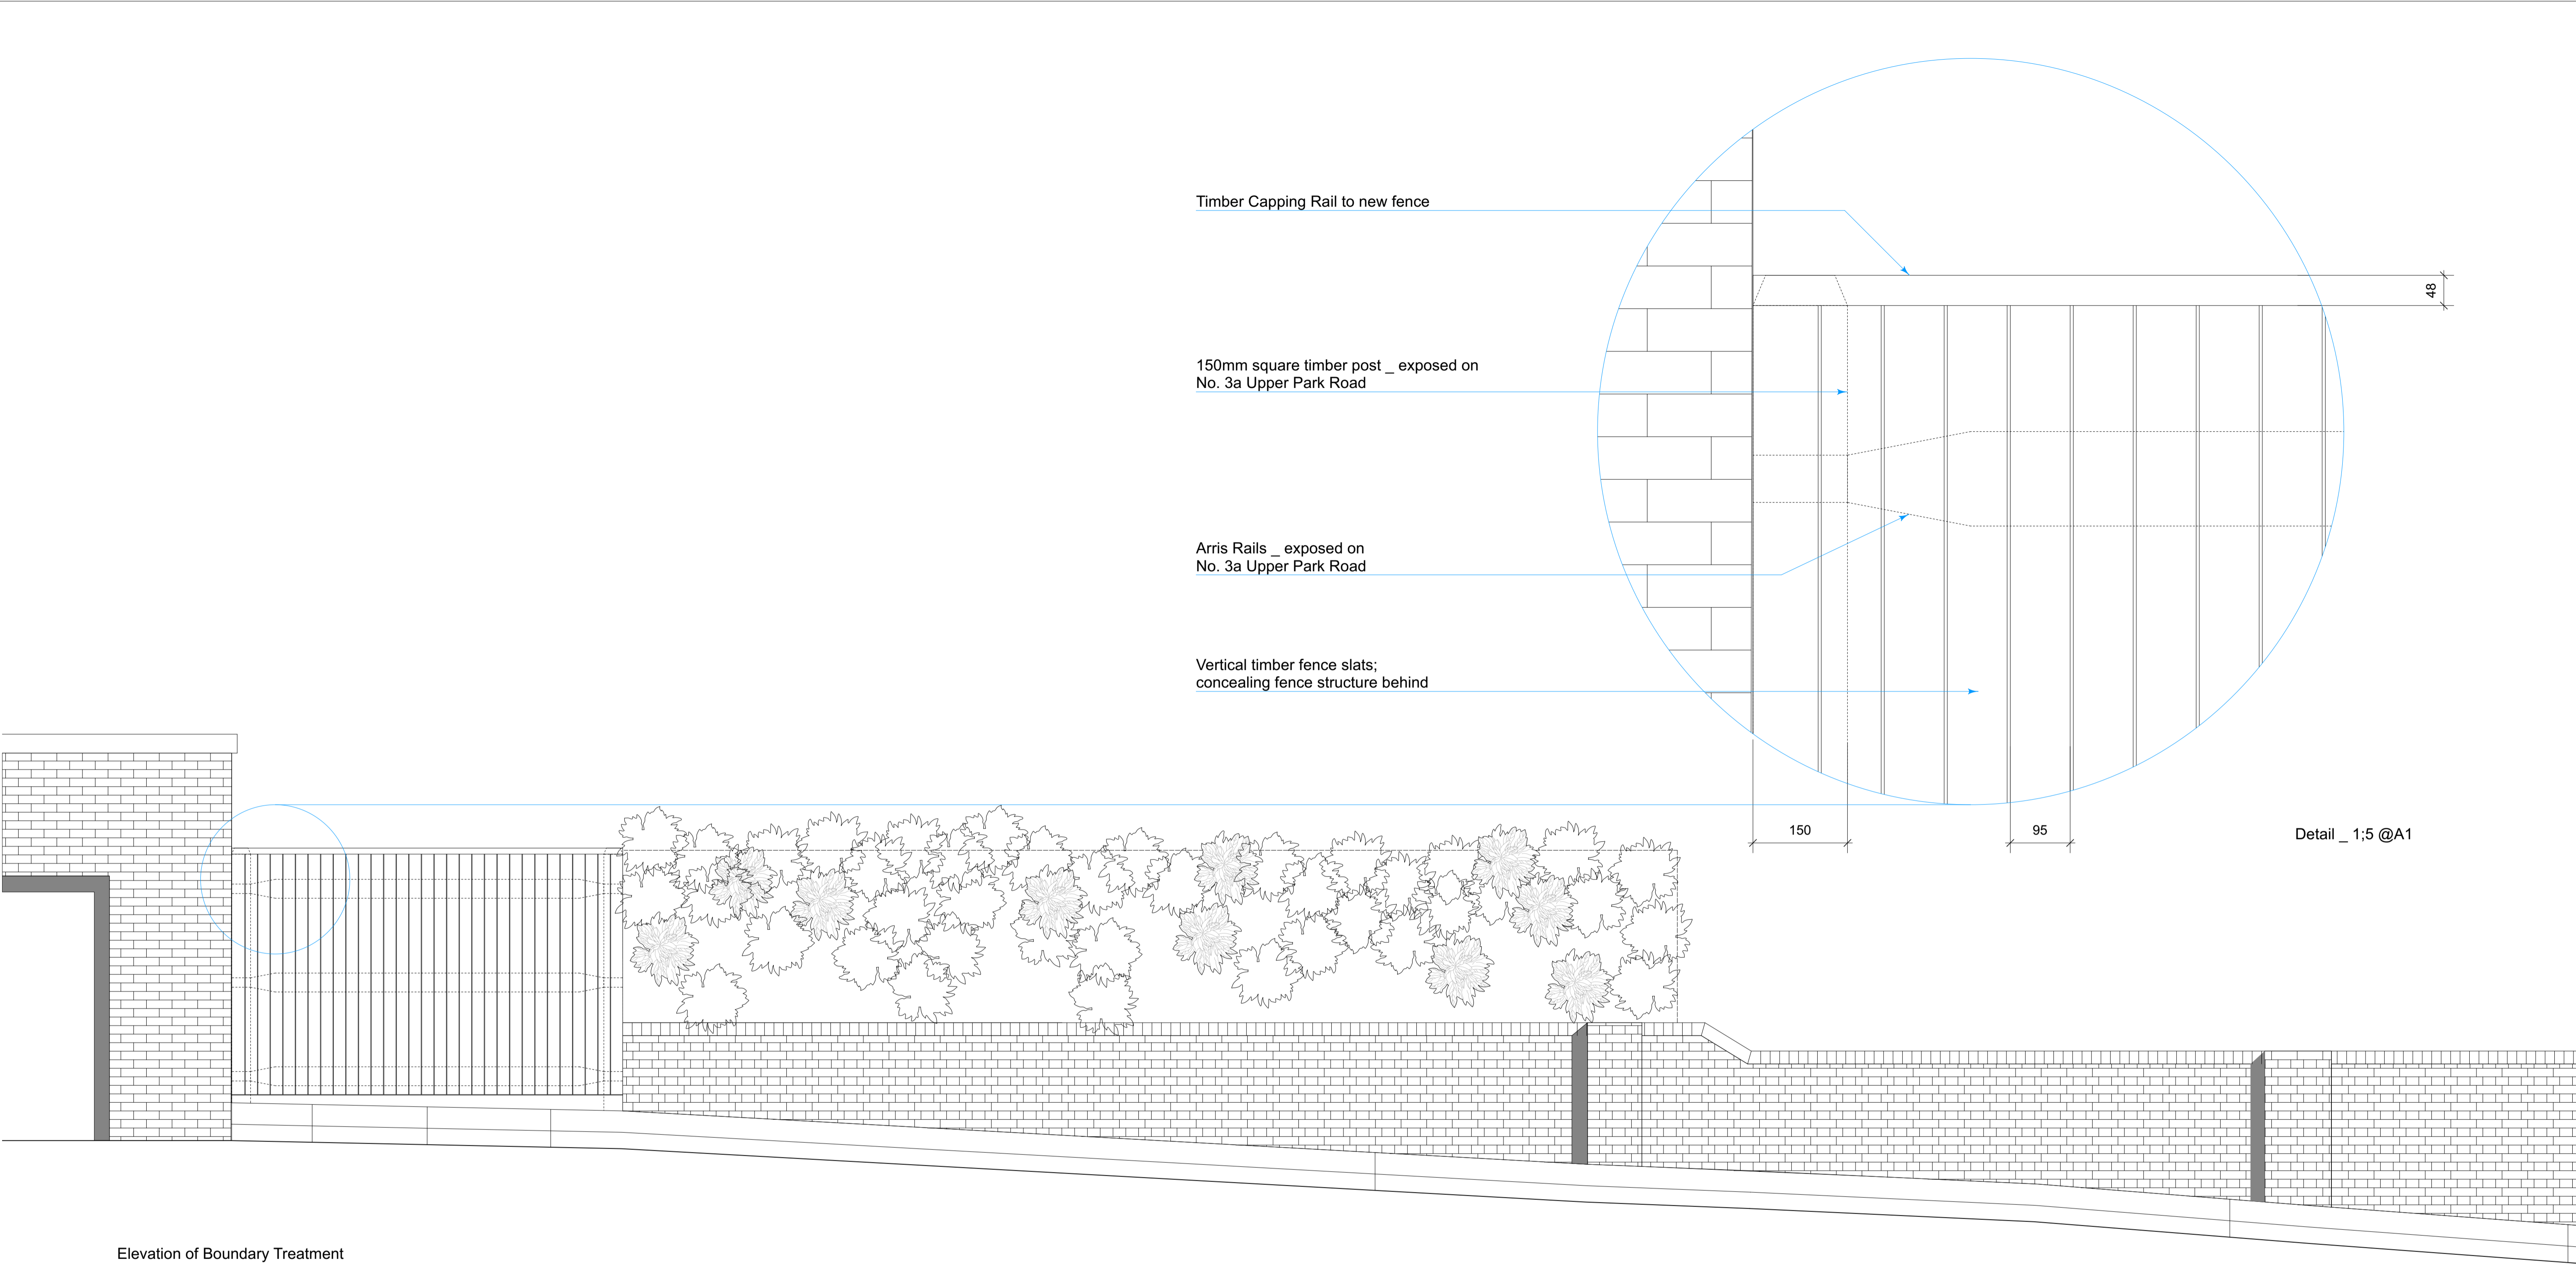 Timber Capping Rail to new fence
48
150mm square timber post _ exposed on
No. 3a Upper Park Road
Arris Rails _ exposed on
No. 3a Upper Park Road
Vertical timber fence slats;
concealing fence structure behind
150
95
Detail _ 1;5 @A1
Elevation of Boundary Treatment